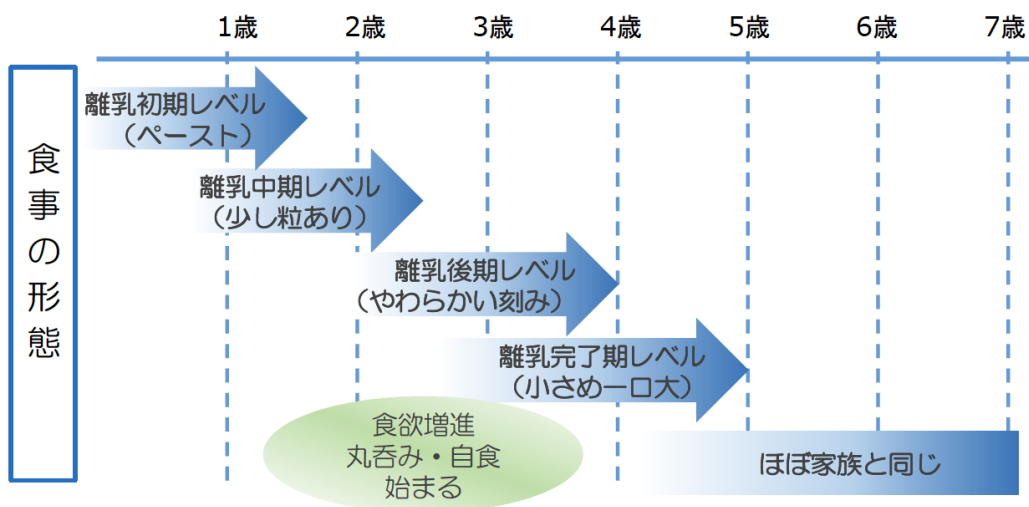 1歳 2歳 3歳 4歳 5歳 6歳 7歳
食事の形態
離乳初期レベル
（ペースト）
離乳中期レベル
（少し粒あり）
離乳後期レベル
（やわらかい刻み）
離乳完了期レベル
（小さめ一口大）
食欲増進
丸呑み・自食
始まる
ほぼ家族と同じ